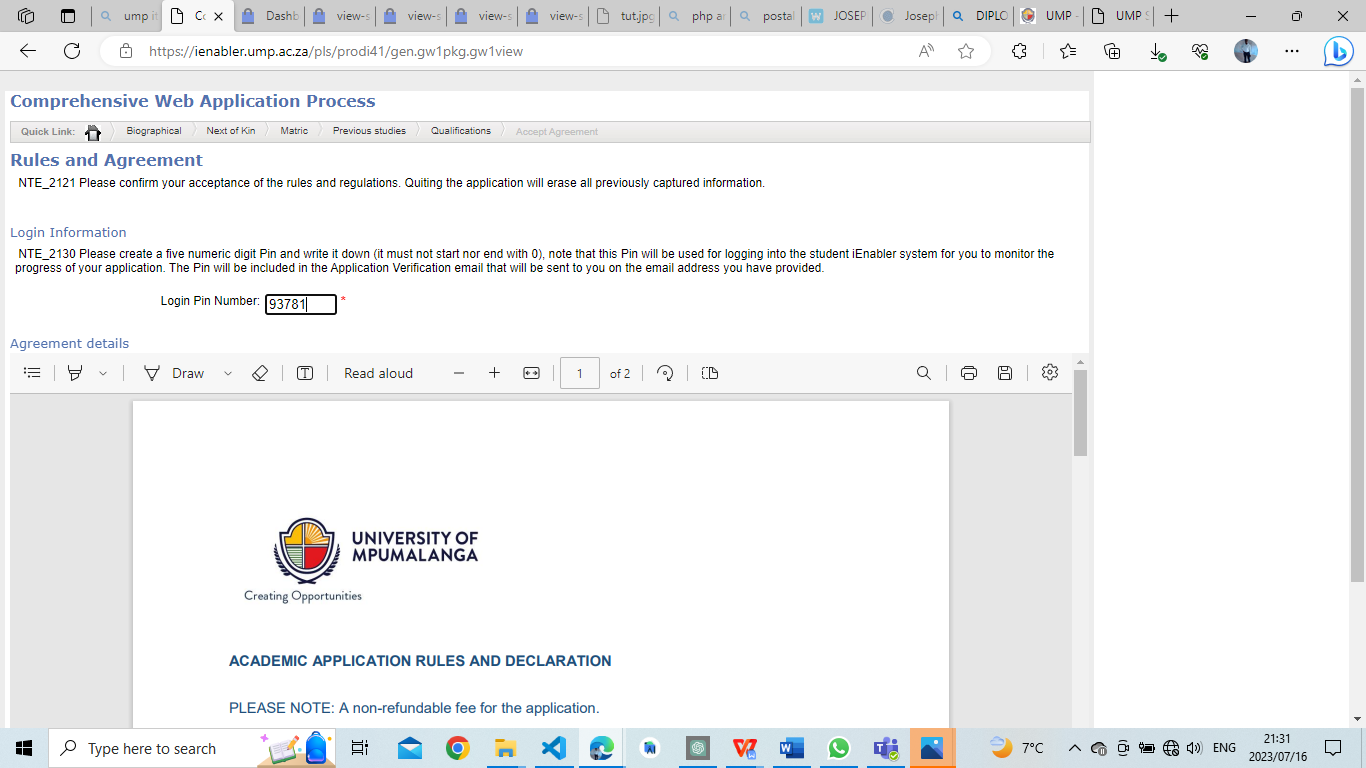 ump it
Co
Dashb
view-s
view-s
view-s
view-s
tut.jpg
php ar
postal
JOSEP
Joseph
DIPLO
UMP -
UMP S
https://ienabler.ump.ac.za/pls/prodi41/gen.gw1pkg.gw1view
Comprehensive Web Application Process
Quick Link: Biographical Next of Kin Matric Previous studies Qualifications Accept Agreement
Rules and Agreement
NTE_2121 Please confirm your acceptance of the rules and regulations. Quiting the application will erase all previously captured information.
Login Information
NTE_2130 Please create a five numeric digit Pin and write it down (it must not start nor end with 0), note that this Pin will be used for logging into the student iEnabler system for you to monitor the
progress of your application. The Pin will be included in the Application Verification email that will be sent to you on the email address you have provided.
Login Pin Number: 93781 *
Agreement details
Draw Read aloud 1 of 2
UNIVERSITY OF
MPUMALANGA
Creating Opportunities
ACADEMIC APPLICATION RULES AND DECLARATION
PLEASE NOTE: A non-refundable fee for the application.
Type here to search
7°C
ENG
21:31
2023/07/16